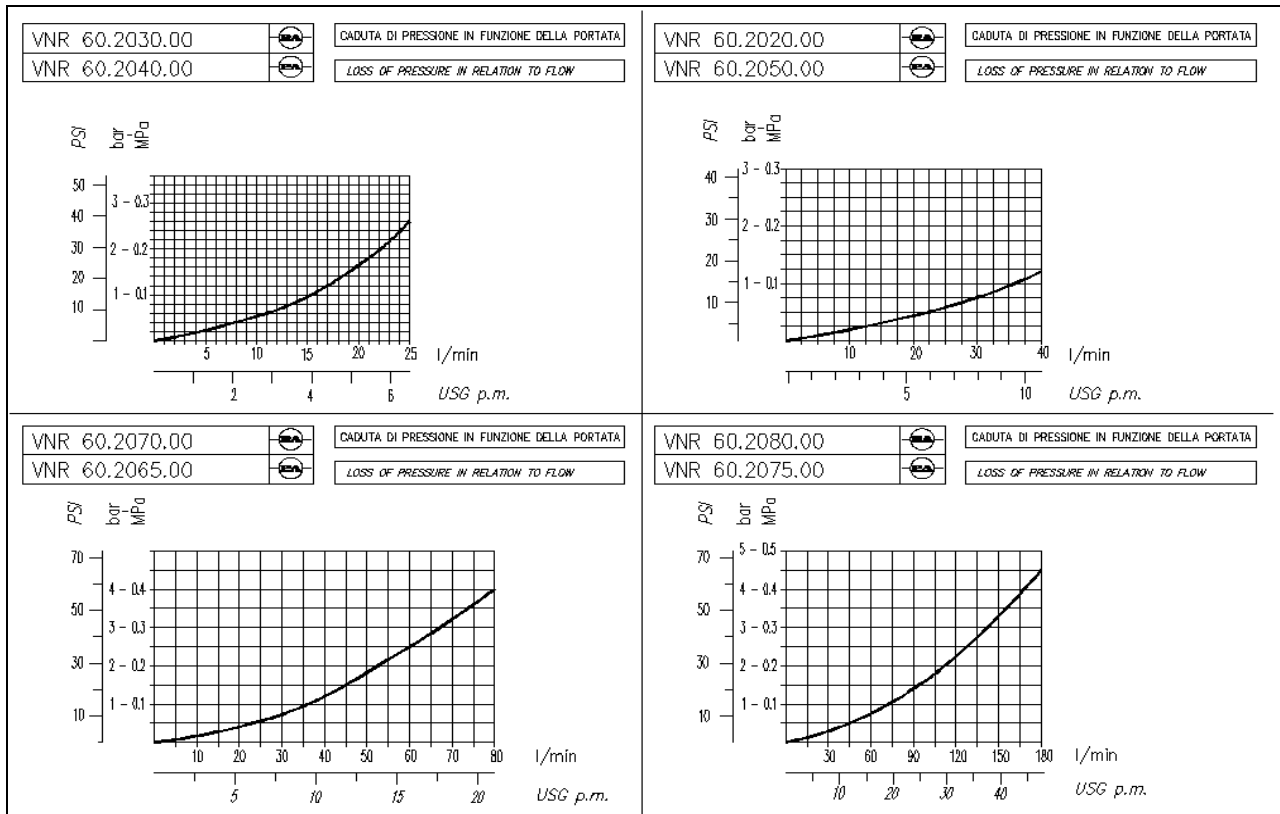 VNR 60.2030.00
VNR 60.2040.00
CADUTA DI PRESSIONE IN FUNZIONE DELLA PORTATA
LOSS OF PRESSURE IN RELATION TO FLOW
PSI bar-MPa
50
40
30
20
10
3 - 0.3
2 - 0.2
1 - 0.1
5 10 15 20 25 l/min
2 4 6 USG p.m.
VNR 60.2020.00
VNR 60.2050.00
CADUTA DI PRESSIONE IN FUNZIONE DELLA PORTATA
LOSS OF PRESSURE IN RELATION TO FLOW
PSI bar MPa
40
30
20
10
3 - 0.3
2 - 0.2
1 - 0.1
10 20 30 40 l/min
5 10 USG p.m.
VNR 60.2070.00
VNR 60.2065.00
CADUTA DI PRESSIONE IN FUNZIONE DELLA PORTATA
LOSS OF PRESSURE IN RELATION TO FLOW
PSI bar-MPa
70
50
30
10
4 - 0.4
3 - 0.3
2 - 0.2
1 - 0.1
10 20 30 40 50 60 70 80 l/min
5 10 15 20 USG p.m.
VNR 60.2080.00
VNR 60.2075.00
CADUTA DI PRESSIONE IN FUNZIONE DELLA PORTATA
LOSS OF PRESSURE IN RELATION TO FLOW
PSI bar MPa
70
50
30
10
5 - 0.5
4 - 0.4
3 - 0.3
2 - 0.2
1 - 0.1
30 60 90 120 150 180 l/min
10 20 30 40 USG p.m.